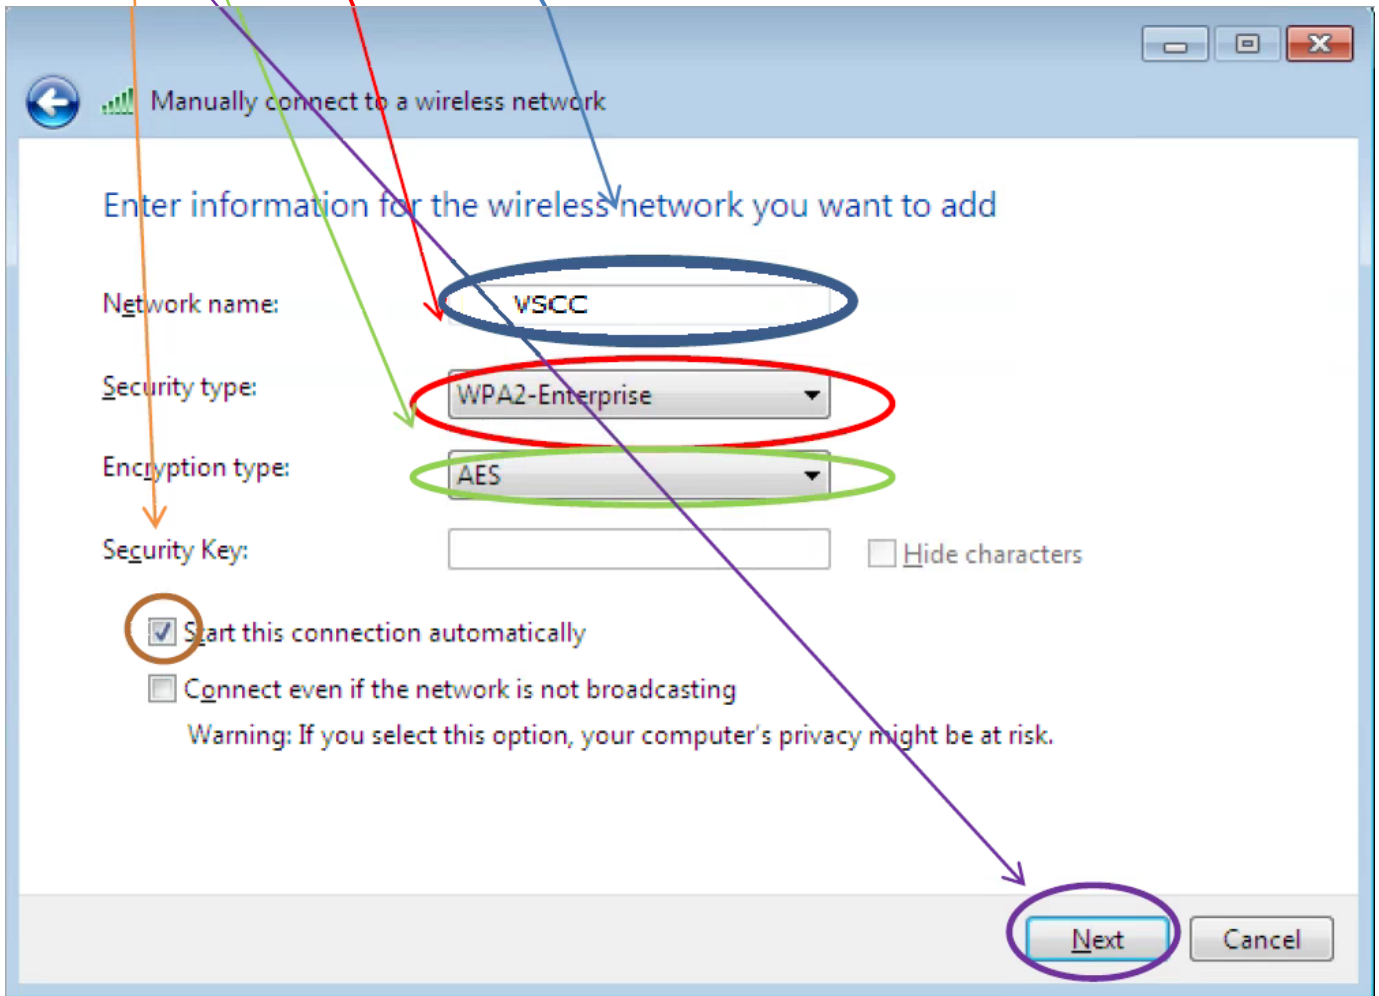 Manually connect to a wireless network
Enter information for the wireless network you want to add
Network name: VSCC
Security type: WPA2-Enterprise
Encryption type: AES
Security Key: Hide characters
Start this connection automatically
Connect even if the network is not broadcasting
Warning: If you select this option, your computer's privacy might be at risk.
Next Cancel